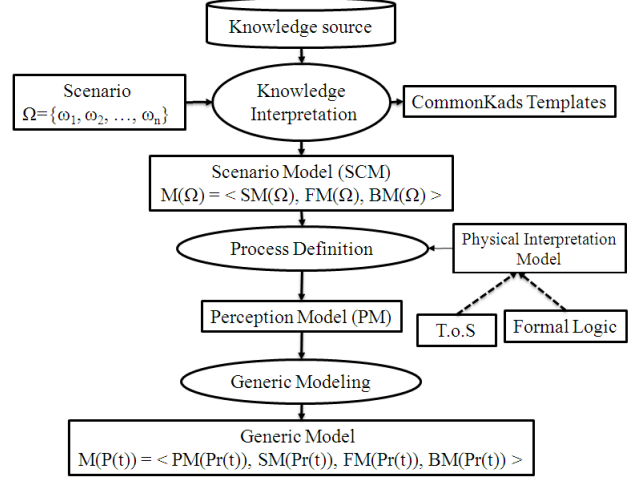 Knowledge source
Scenario
Ω={ω₁, ω₂, …, ωₙ}
Knowledge
Interpretation
CommonKads Templates
Scenario Model (SCM)
M(Ω) = < SM(Ω), FM(Ω), BM(Ω) >
Process Definition
Physical Interpretation
Model
Perception Model (PM)
T.o.S
Formal Logic
Generic Modeling
Generic Model
M(P(t)) = < PM(Pr(t)), SM(Pr(t)), FM(Pr(t)), BM(Pr(t)) >